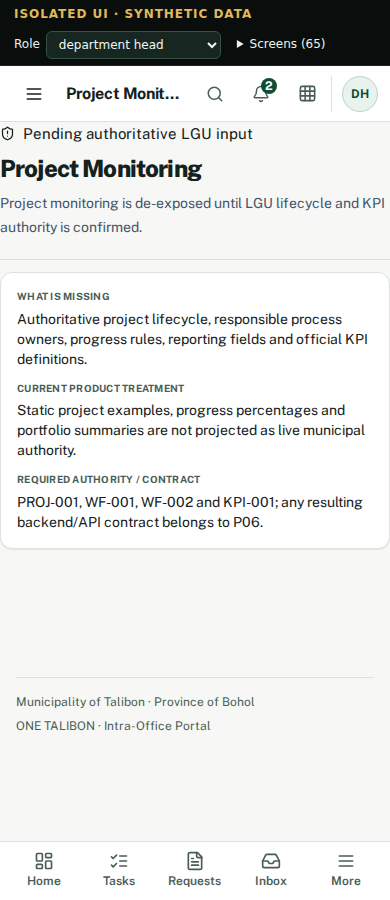 ISOLATED UI · SYNTHETIC DATA
Role department head ▶ Screens (65)
Project Monit... 2 DH
Pending authoritative LGU input
Project Monitoring
Project monitoring is de-exposed until LGU lifecycle and KPI
authority is confirmed.
WHAT IS MISSING
Authoritative project lifecycle, responsible process
owners, progress rules, reporting fields and official KPI
definitions.
CURRENT PRODUCT TREATMENT
Static project examples, progress percentages and
portfolio summaries are not projected as live municipal
authority.
REQUIRED AUTHORITY / CONTRACT
PROJ-001, WF-001, WF-002 and KPI-001; any resulting
backend/API contract belongs to P06.
Municipality of Talibon · Province of Bohol
ONE TALIBON · Intra-Office Portal
Home Tasks Requests Inbox More